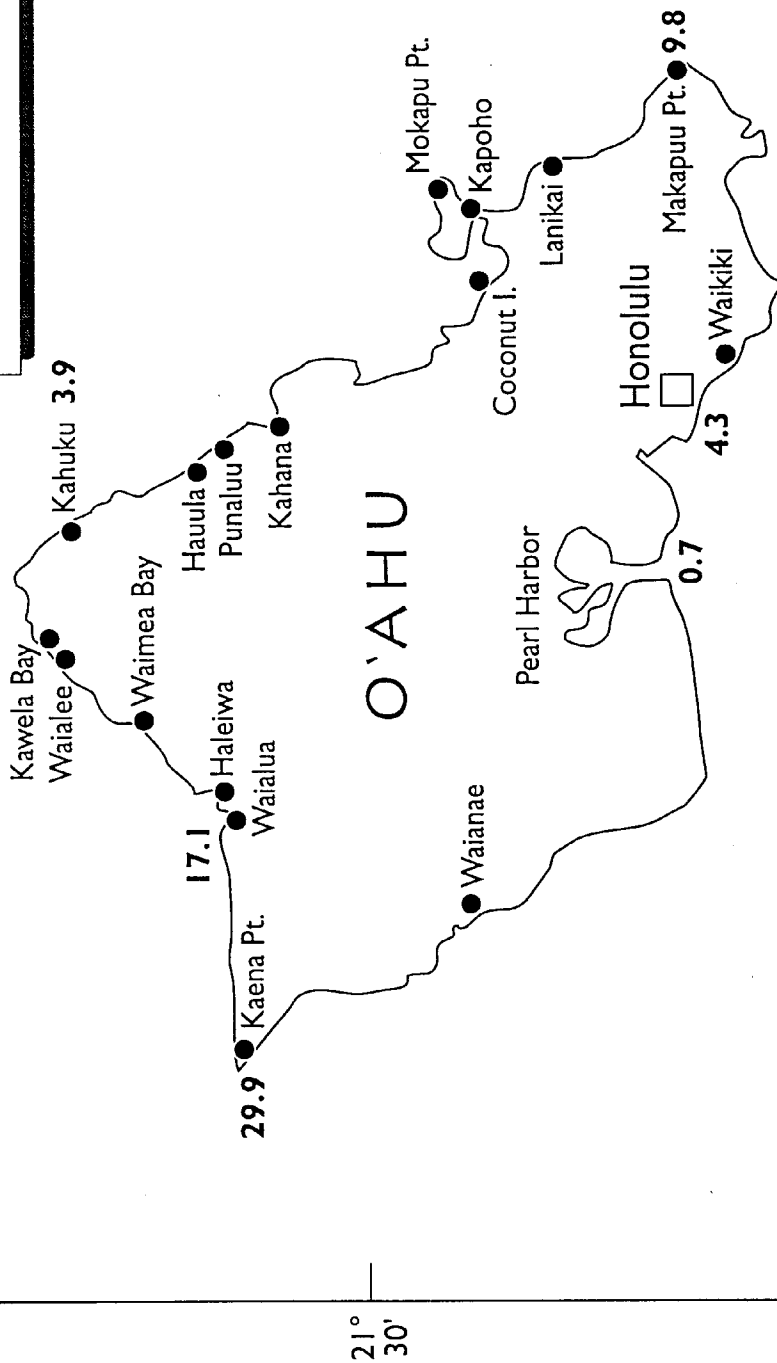 Kawela Bay
Waialee
Kahuku 3.9
Waimea Bay
Hauula
Punaluu
Kahana
Haleiwa
Waialua
17.1
Kaena Pt.
29.9
Mokapu Pt.
Kapoho
Coconut I.
Lanikai
Makapuu Pt. 9.8
O`AHU
21°
30'
Waianae
Pearl Harbor
0.7
Honolulu
4.3
Waikiki